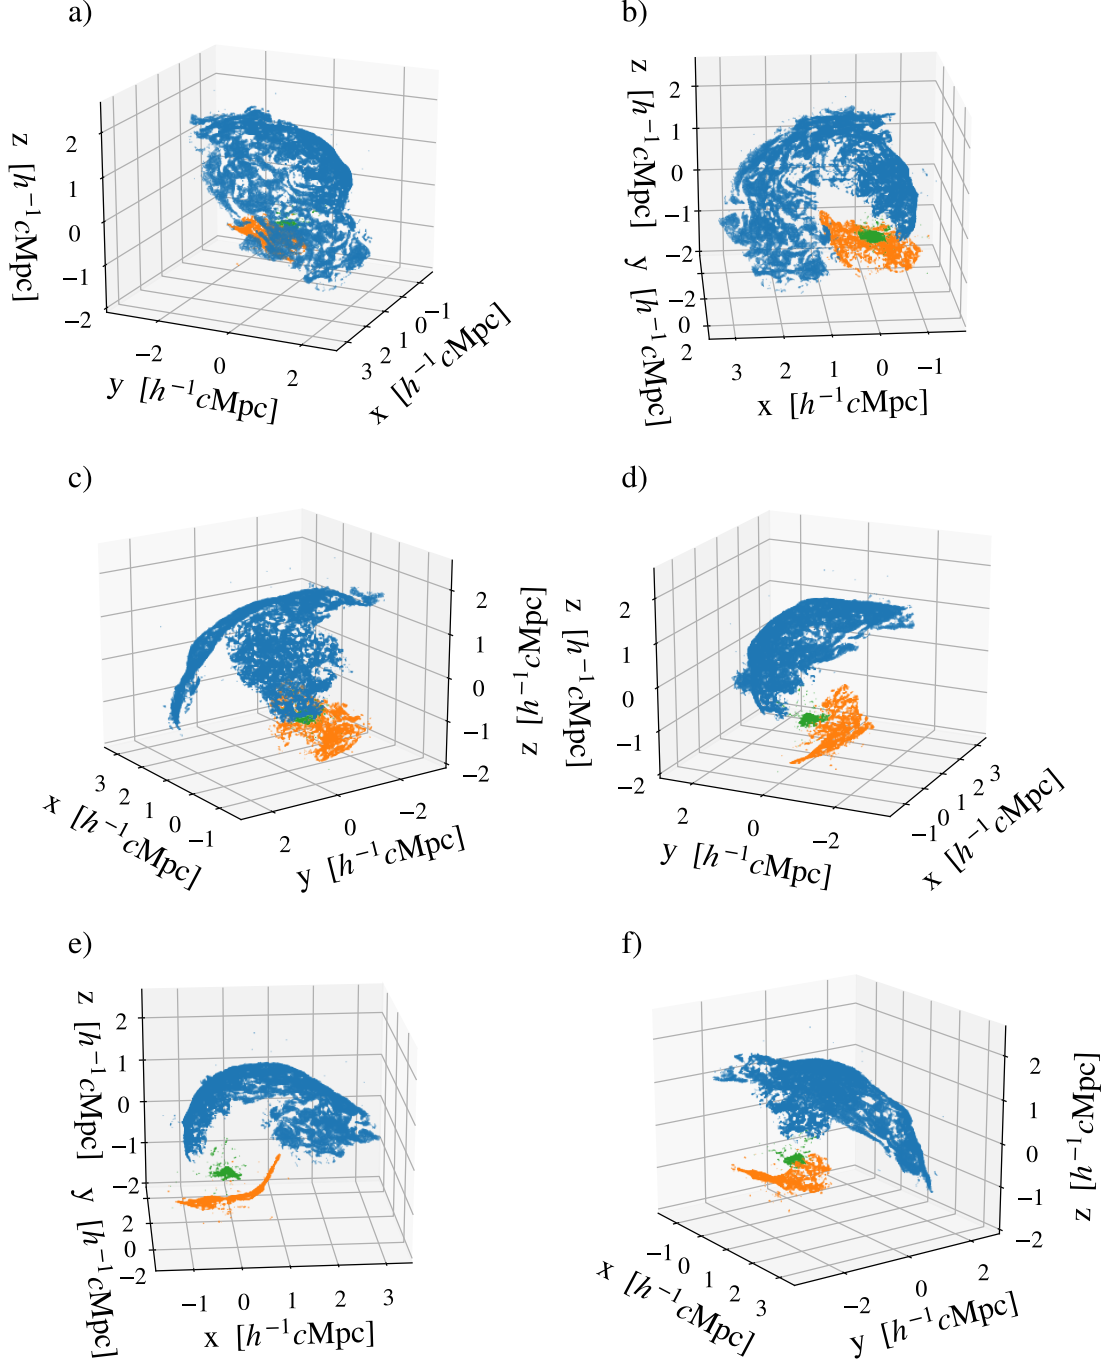 a)
z [h⁻¹cMpc]
2
1
0
−1
−2
−2
0
2
y [h⁻¹cMpc]
3 2 1 0 −1
x [h⁻¹cMpc]
b)
z [h⁻¹cMpc]
2
1
0
−1
−2
y [h⁻¹cMpc]
−2
0
2
3 2 1 0 −1
x [h⁻¹cMpc]
c)
z [h⁻¹cMpc]
2
1
0
−1
−2
3 2 1 0 −1
x [h⁻¹cMpc]
2 0 −2
y [h⁻¹cMpc]
d)
z [h⁻¹cMpc]
2
1
0
−1
−2
2 0 −2
y [h⁻¹cMpc]
−1 0 1 2 3
x [h⁻¹cMpc]
e)
z [h⁻¹cMpc]
2
1
0
−1
−2
y [h⁻¹cMpc]
2
0
−2
−1 0 1 2 3
x [h⁻¹cMpc]
f)
z [h⁻¹cMpc]
2
1
0
−1
−2
−1 0 1 2 3
x [h⁻¹cMpc]
−2 0 2
y [h⁻¹cMpc]